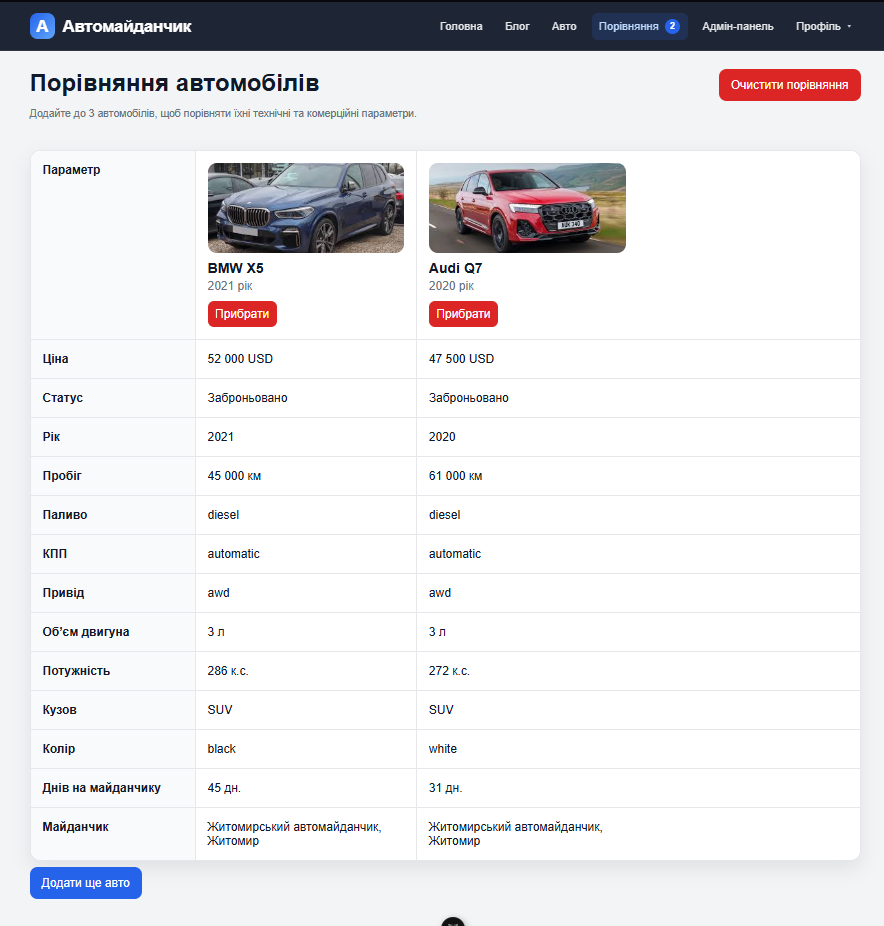 A Автомайданчик
Головна Блог Авто Порівняння 2 Адмін-панель Профіль
Порівняння автомобілів
Очистити порівняння
Додайте до 3 автомобілів, щоб порівняти їхні технічні та комерційні параметри.
Параметр
BMW X5 Audi Q7
2021 рік 2020 рік
Прибрати Прибрати
Ціна 52 000 USD 47 500 USD
Статус Заброньовано Заброньовано
Рік 2021 2020
Пробіг 45 000 км 61 000 км
Паливо diesel diesel
КПП automatic automatic
Привід awd awd
Об'єм двигуна 3 л 3 л
Потужність 286 к.с. 272 к.с.
Кузов SUV SUV
Колір black white
Днів на майданчику 45 дн. 31 дн.
Майданчик Житомирський автомайданчик, Житомирський автомайданчик,
Житомир Житомир
Додати ще авто